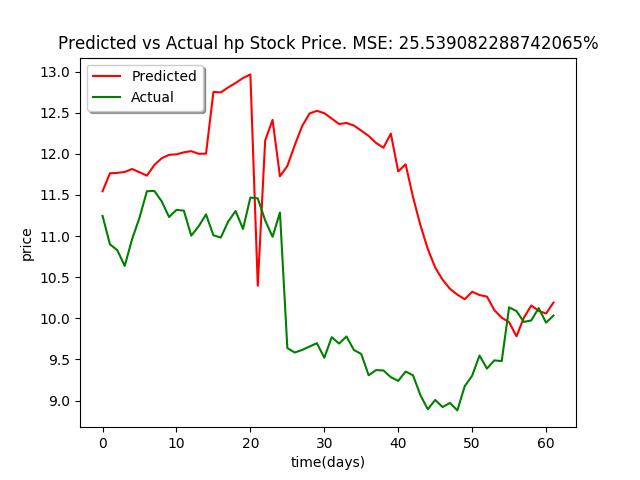 Predicted vs Actual hp Stock Price. MSE: 25.539082288742065%
Predicted
Actual
13.0
12.5
12.0
11.5
11.0
10.5
10.0
9.5
9.0
price
0 10 20 30 40 50 60
time(days)